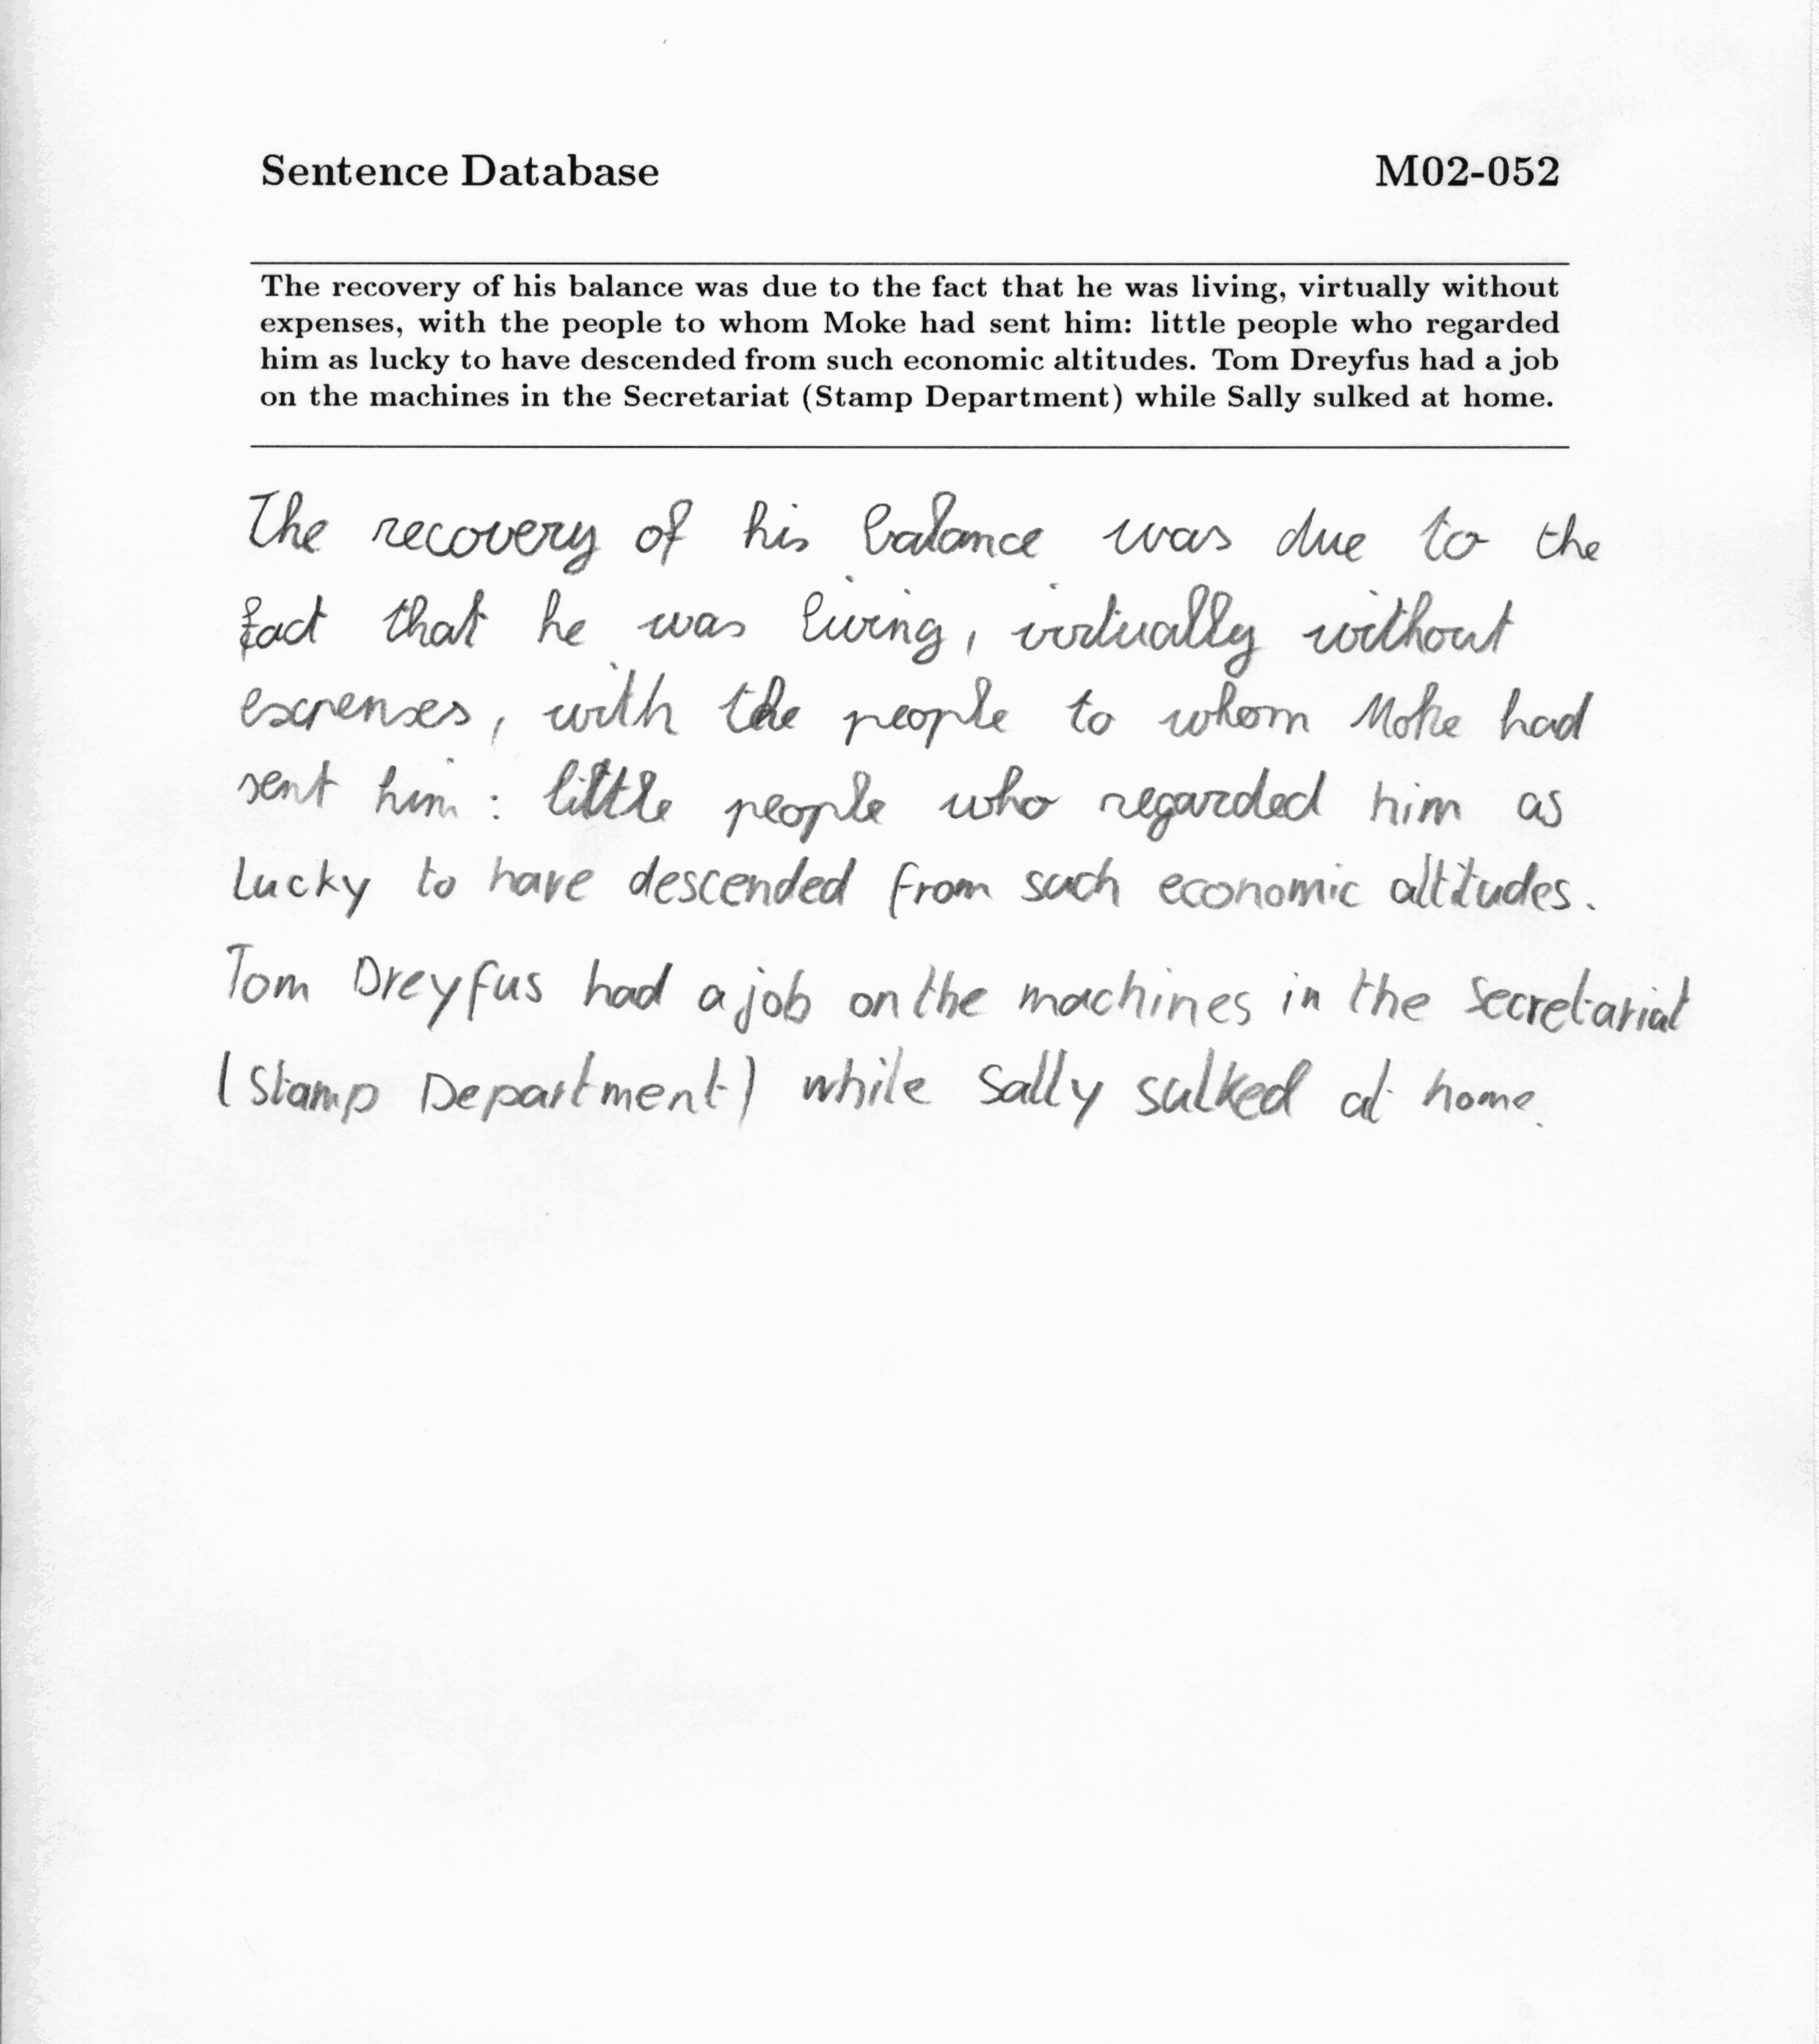 Sentence Database M02-052
The recovery of his balance was due to the fact that he was living, virtually without
expenses, with the people to whom Moke had sent him: little people who regarded
him as lucky to have descended from such economic altitudes. Tom Dreyfus had a job
on the machines in the Secretariat (Stamp Department) while Sally sulked at home.
The recovery of his balance was due to the
fact that he was living, virtually without
expenses, with the people to whom Moke had
sent him: little people who regarded him as
lucky to have descended from such economic altitudes.
Tom Dreyfus had a job on the machines in the Secretariat
(Stamp Department) while Sally sulked at home.